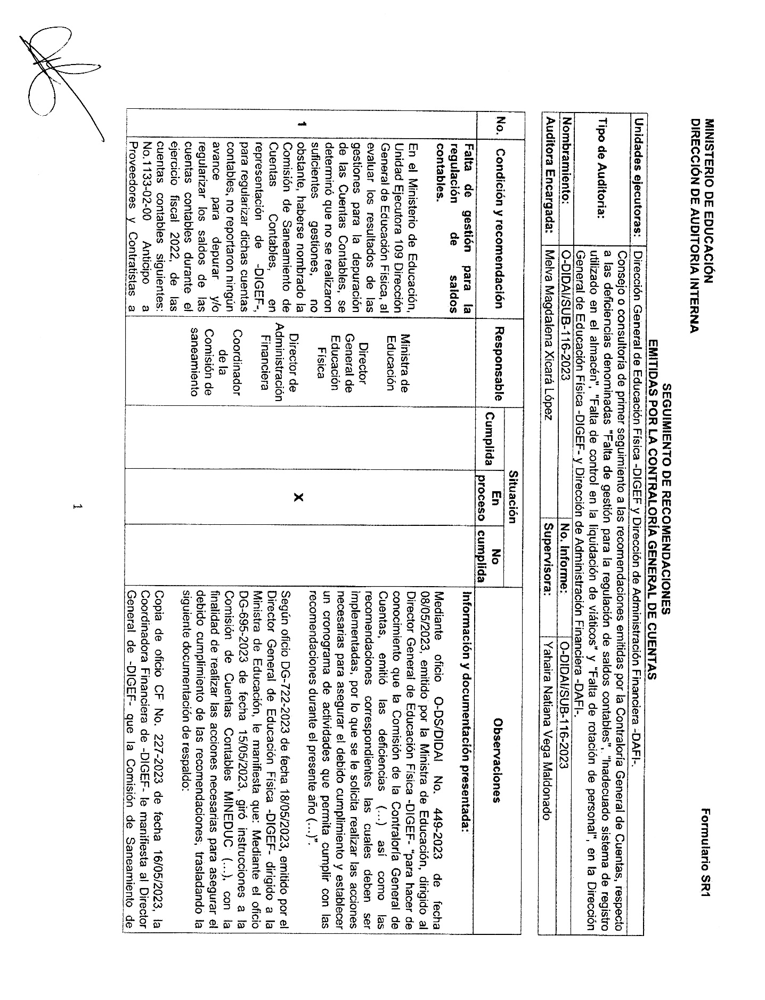 MINISTERIO DE EDUCACIÓN
DIRECCIÓN DE AUDITORIA INTERNA
Formulario SR1
SEGUIMIENTO DE RECOMENDACIONES
EMITIDAS POR LA CONTRALORÍA GENERAL DE CUENTAS
Unidades ejecutoras:
Dirección General de Educación Física -DIGEF y Dirección de Administración Financiera -DAFI-.
Tipo de Auditoria:
Consejo o consultoría de primer seguimiento a las recomendaciones emitidas por la Contraloría General de Cuentas, respecto
a las deficiencias denominadas "Falta de gestión para la regulación de saldos contables", "Inadecuado sistema de registro
utilizado en el almacén", "Falta de control en la liquidación de viáticos" y "Falta de rotación de personal", en la Dirección
General de Educación Física -DIGEF- y Dirección de Administración Financiera -DAFI-.
Nombramiento:
O-DIDAI/SUB-116-2023
No. Informe:
O-DIDAI/SUB-116-2023
Auditora Encargada:
Melva Magdalena Xicará López
Supervisora:
Yahaira Natiana Vega Maldonado
No.
Condición y recomendación
Responsable
Situación
Cumplida
En
proceso
No
cumplida
Observaciones
1
Falta de gestión para la
regulación de saldos
contables.
En el Ministerio de Educación,
Unidad Ejecutora 109 Dirección
General de Educación Física, al
evaluar los resultados de las
gestiones para la depuración
de las Cuentas Contables, se
determinó que no se realizaron
suficientes gestiones, no
obstante, haberse nombrado la
Comisión de Saneamiento de
Cuentas Contables, en
representación de -DIGEF-,
para regularizar dichas cuentas
contables, no reportaron ningún
avance para depurar y/o
regularizar los saldos de las
cuentas contables durante el
ejercicio fiscal 2022, de las
cuentas contables siguientes:
No.1133-02-00 Anticipo a
Proveedores y Contratistas a
Ministra de
Educación
Director
General de
Educación
Física
Director de
Administración
Financiera
Coordinador
de la
Comisión de
saneamiento
X
Información y documentación presentada:
Mediante oficio O-DS/DIDAI No. 449-2023 de fecha
08/05/2023, emitido por la Ministra de Educación, dirigido al
Director General de Educación Física -DIGEF- "para hacer de
conocimiento que la Comisión de la Contraloría General de
Cuentas, emitió las deficiencias (...) así como las
recomendaciones correspondientes las cuales deben ser
implementadas, por lo que se le solicita realizar las acciones
necesarias para asegurar el debido cumplimiento y establecer
un cronograma de actividades que permita cumplir con las
recomendaciones durante el presente año (...)".
Según oficio DG-722-2023 de fecha 18/05/2023, emitido por el
Director General de Educación Física -DIGEF- dirigido a la
Ministra de Educación, le manifiesta que: Mediante el oficio
DG-695-2023 de fecha 15/05/2023, giró instrucciones a la
Comisión de Cuentas Contables MINEDUC (...), con la
finalidad de realizar las acciones necesarias para asegurar el
debido cumplimiento de las recomendaciones, trasladando la
siguiente documentación de respaldo:
Copia de oficio CF No. 227-2023 de fecha 16/05/2023, la
Coordinadora Financiera de -DIGEF- le manifiesta al Director
General de -DIGEF- que la Comisión de Saneamiento de
1